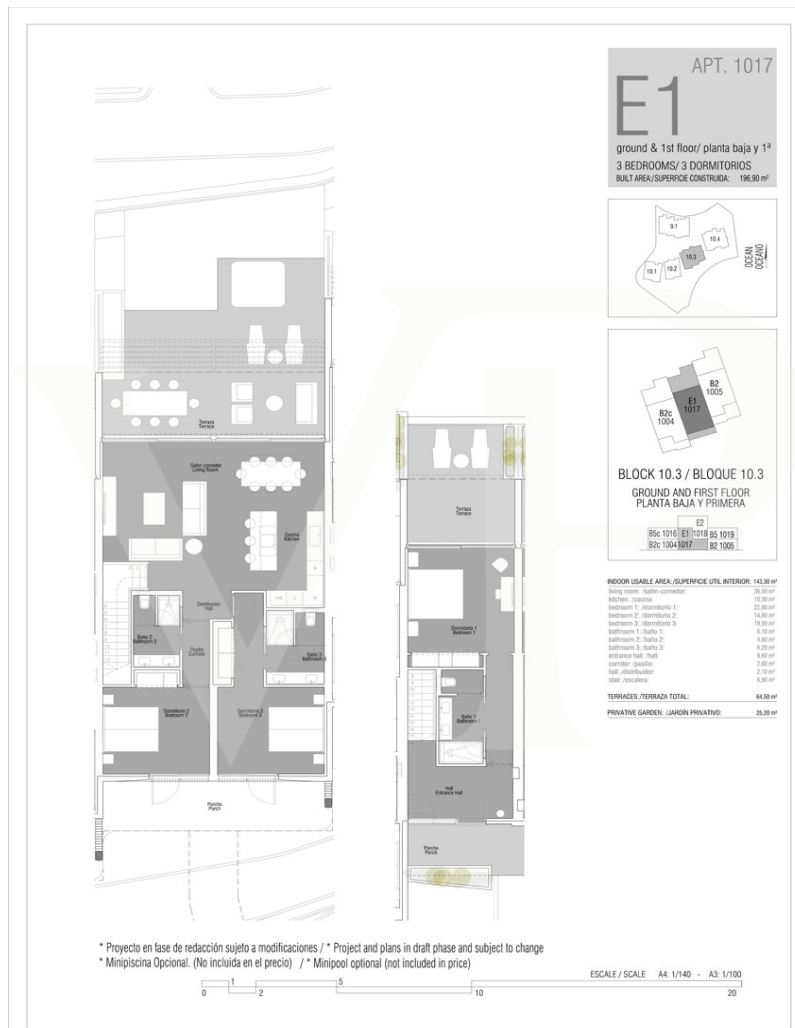 APT. 1017
E1
ground & 1st floor/ planta baja y 1ª
3 BEDROOMS/ 3 DORMITORIOS
BUILT AREA:/SUPERFICIE CONSTRUIDA: 196,90 m²
9.1
10.4
10.3
10.2
10.1
OCEAN
OCEANO
B2
1005
E1
1017
B2c
1004
BLOCK 10.3 / BLOQUE 10.3
GROUND AND FIRST FLOOR
PLANTA BAJA Y PRIMERA
E2
B5c 1016 E1 1018 B5 1019
B2c 1004 1017 B2 1005
INDOOR USABLE AREA:/SUPERFICIE UTIL INTERIOR: 143,30 m²
living room: /salón-comedor: 38,50 m²
kitchen: /cocina: 10,30 m²
bedroom 1: /dormitorio 1: 22,80 m²
bedroom 2: /dormitorio 2: 14,80 m²
bedroom 3: /dormitorio 3: 19,50 m²
bathroom 1: /baño 1: 6,10 m²
bathroom 2: /baño 2: 4,90 m²
bathroom 3: /baño 3: 6,20 m²
entrance hall: /hall: 8,60 m²
corridor: /pasillo: 2,60 m²
hall: /distribuidor: 2,10 m²
stair: /escalera: 6,90 m²
TERRACES:/TERRAZA TOTAL: 64,50 m²
PRIVATIVE GARDEN: /JARDÍN PRIVATIVO: 25,20 m²
Terraza
Terrace
Salón comedor
Living Room
Cocina
Kitchen
Distribuidor
Hall
Baño 2
Bathroom 2
Pasillo
Corridor
Baño 3
Bathroom 3
Dormitorio 2
Bedroom 2
Dormitorio 3
Bedroom 3
Porche
Porch
Terraza
Terrace
Dormitorio 1
Bedroom 1
Baño 1
Bathroom 1
Hall
Entrance Hall
Porche
Porch
* Proyecto en fase de redacción sujeto a modificaciones / * Project and plans in draft phase and subject to change
* Minipiscina Opcional. (No incluida en el precio) / * Minipool optional (not included in price)
ESCALE / SCALE A4: 1/140 - A3: 1/100
0 1 2 5 10 20